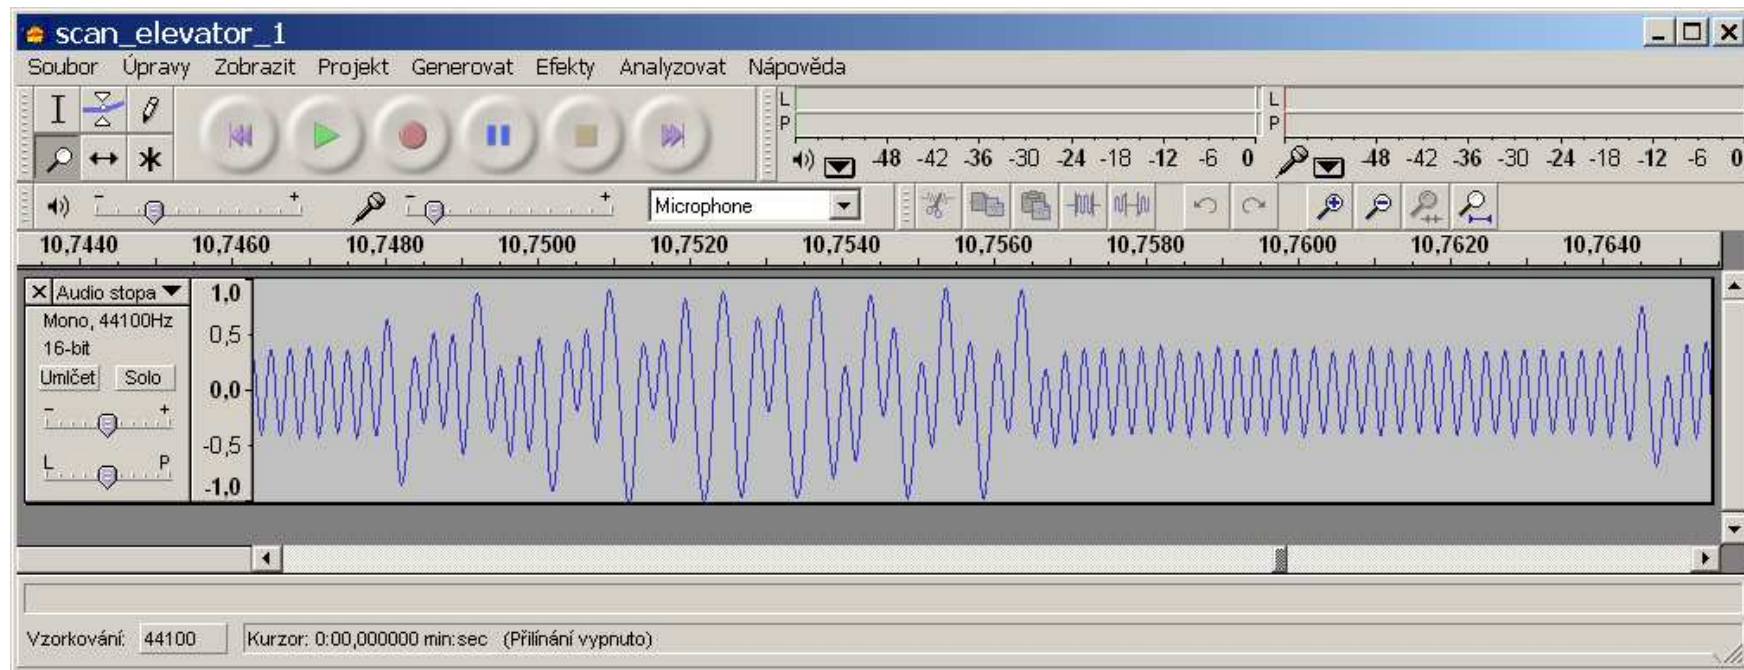 scan_elevator_1
Soubor Úpravy Zobrazit Projekt Generovat Efekty Analyzovat Nápověda
L
P
-48 -42 -36 -30 -24 -18 -12 -6 0
L
P
-48 -42 -36 -30 -24 -18 -12 -6 0
- +
- +
Microphone
10,7440 10,7460 10,7480 10,7500 10,7520 10,7540 10,7560 10,7580 10,7600 10,7620 10,7640
Audio stopa
Mono, 44100Hz
16-bit
Umlčet Solo
- +
L P
1,0
0,5
0,0
-0,5
-1,0
Vzorkování: 44100 Kurzor: 0:00,000000 min:sec (Přilínání vypnuto)